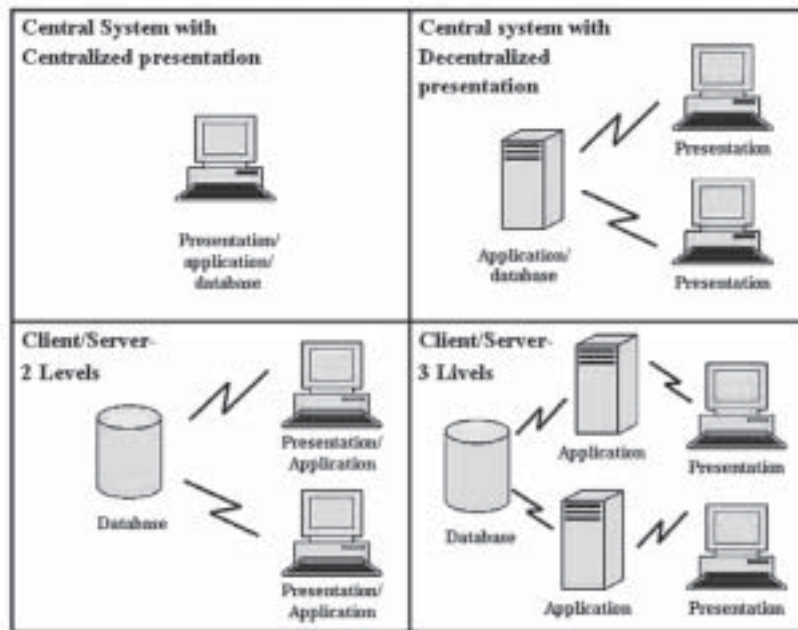 Central System with
Centralized presentation
Presentation/
application/
database
Central system with
Decentralized
presentation
Presentation
Application/
database
Presentation
Client/Server-
2 Levels
Presentation/
Application
Database
Presentation/
Application
Client/Server-
3 Livels
Application
Presentation
Database
Application
Presentation